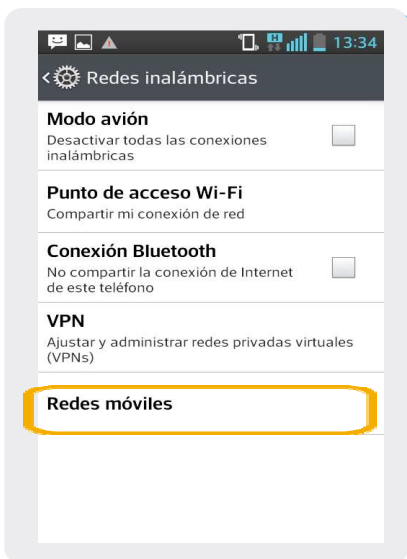 H 13:34
Redes inalámbricas
Modo avión
Desactivar todas las conexiones
inalámbricas
Punto de acceso Wi-Fi
Compartir mi conexión de red
Conexión Bluetooth
No compartir la conexión de Internet
de este teléfono
VPN
Ajustar y administrar redes privadas virtuales
(VPNs)
Redes móviles